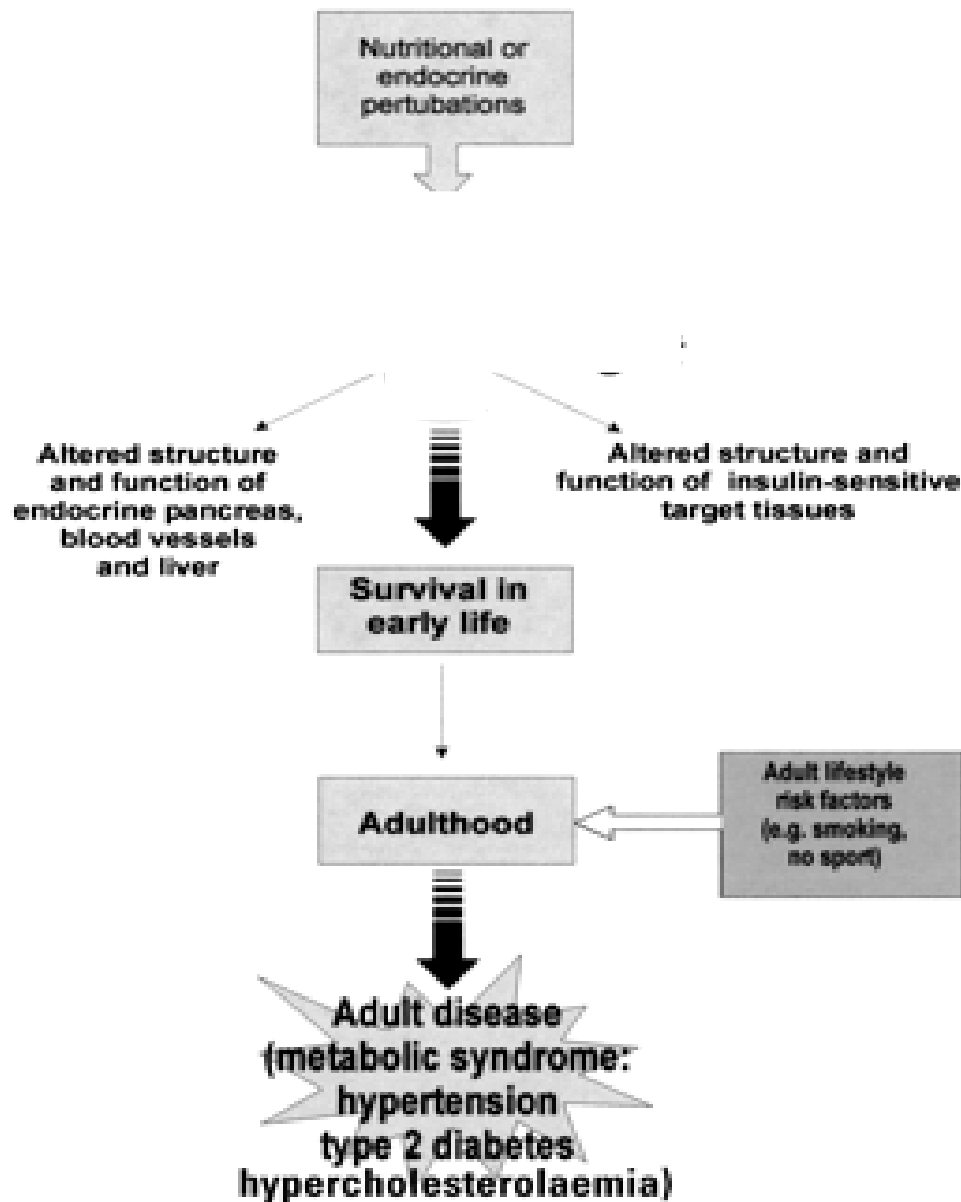 Nutritional or
endocrine
pertubations
Altered structure
and function of
endocrine pancreas,
blood vessels
and liver
Altered structure and
function of insulin-sensitive
target tissues
Survival in
early life
Adulthood
Adult lifestyle
risk factors
(e.g. smoking,
no sport)
Adult disease
(metabolic syndrome:
hypertension
type 2 diabetes
hypercholesterolaemia)